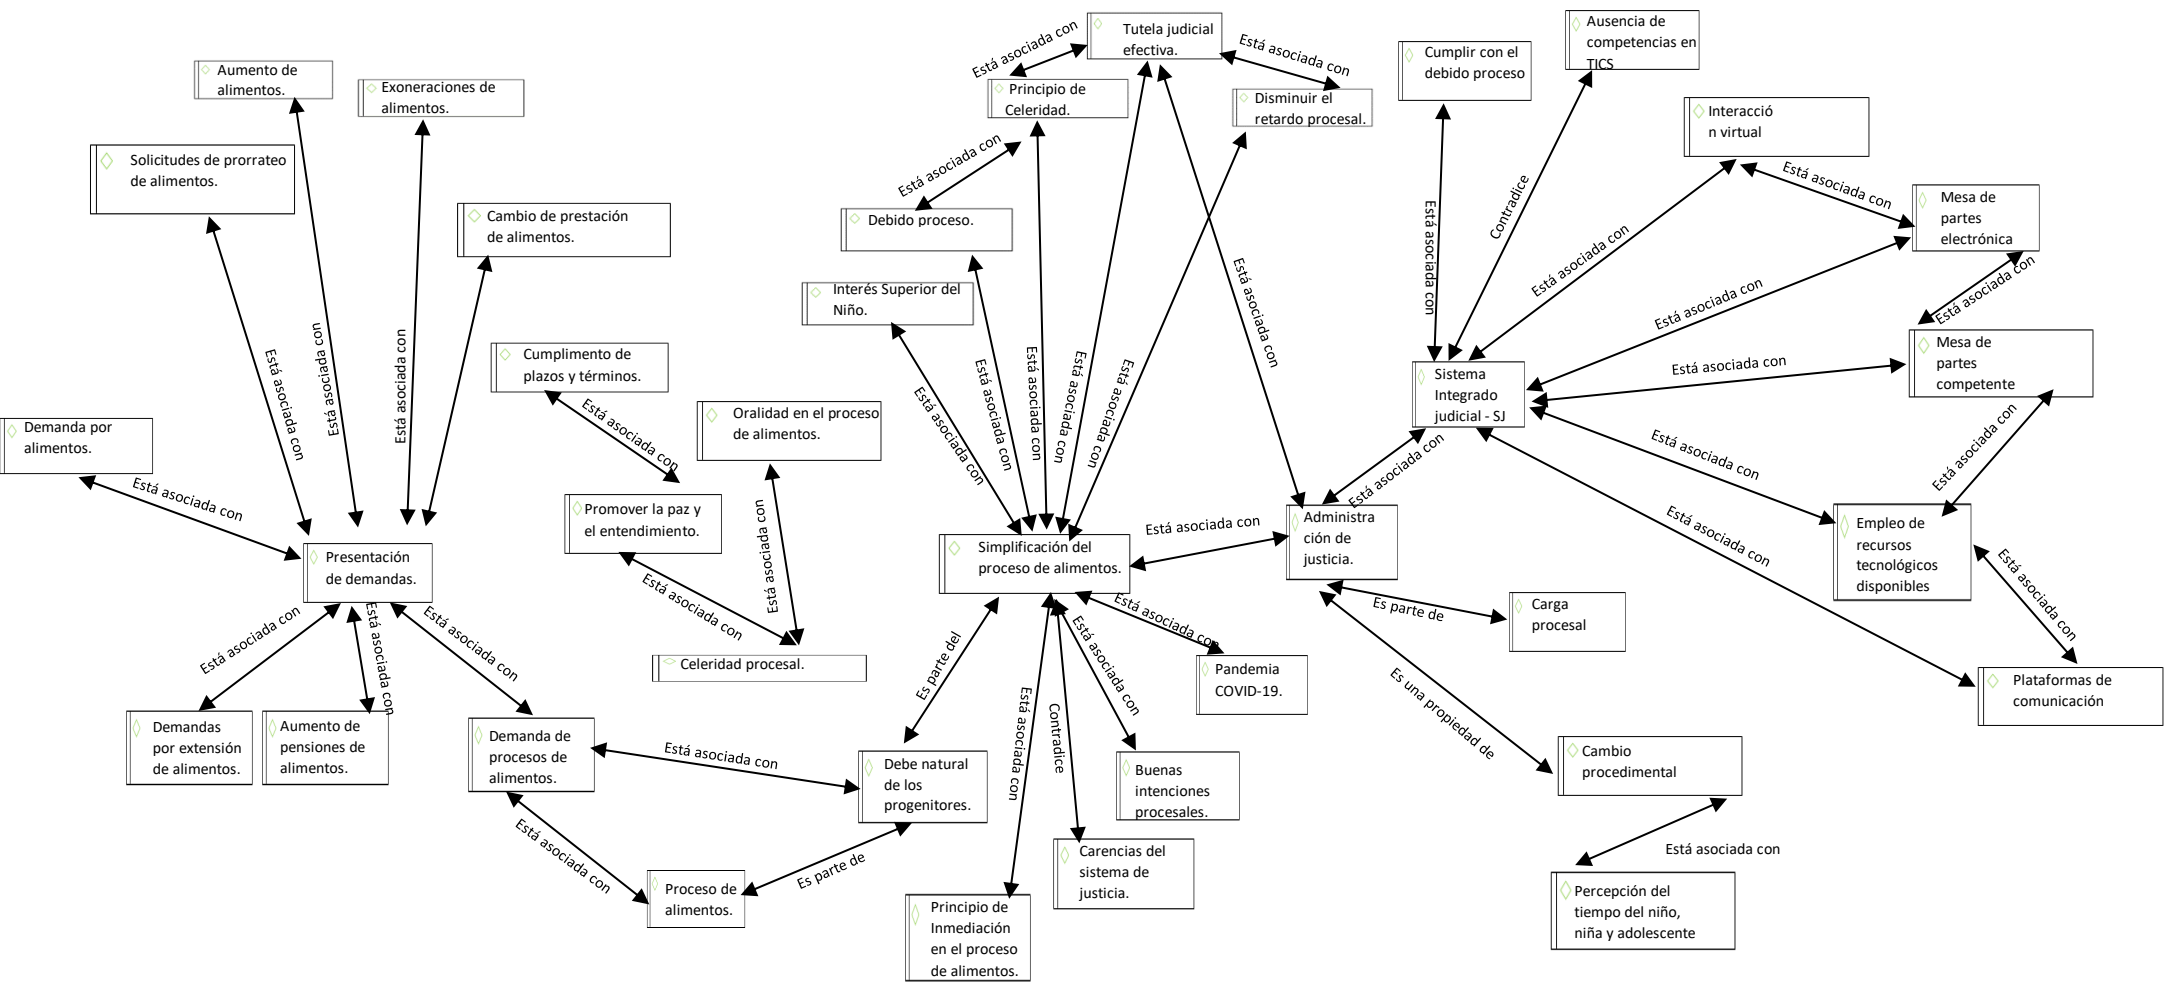 Aumento de
alimentos.
Exoneraciones de
alimentos.
Solicitudes de prorrateo
de alimentos.
Cambio de prestación
de alimentos.
Está asociada con
Está asociada con
Está asociada con
Demanda por
alimentos.
Está asociada con
Presentación
de demandas.
Está asociada con
Está asociada con
Está asociada con
Demandas
por extensión
de alimentos.
Aumento de
pensiones de
alimentos.
Demanda de
procesos de
alimentos.
Está asociada con
Está asociada con
Proceso de
alimentos.
Es parte de
Debe natural
de los
progenitores.
Cumplimento de
plazos y términos.
Está asociada con
Oralidad en el proceso
de alimentos.
Promover la paz y
el entendimiento.
Está asociada con
Está asociada con
Celeridad procesal.
Tutela judicial
efectiva.
Está asociada con
Está asociada con
Principio de
Celeridad.
Disminuir el
retardo procesal.
Está asociada con
Debido proceso.
Interés Superior del
Niño.
Está asociada con
Está asociada con
Está asociada con
Está asociada con
Está asociada con
Está asociada con
Simplificación del
proceso de alimentos.
Está asociada con
Es parte del
Está asociada con
Contradice
Está asociada con
Está asociada con
Pandemia
COVID-19.
Buenas
intenciones
procesales.
Carencias del
sistema de
justicia.
Principio de
Inmediación
en el proceso
de alimentos.
Cumplir con el
debido proceso
Ausencia de
competencias en
TICS
Interacció
n virtual
Está asociada con
Mesa de
partes
electrónica
Está asociada con
Contradice
Está asociada con
Está asociada con
Está asociada con
Mesa de
partes
competente
Está asociada con
Sistema
Integrado
judicial - SJ
Está asociada con
Está asociada con
Está asociada con
Está asociada con
Administra
ción de
justicia.
Empleo de
recursos
tecnológicos
disponibles
Está asociada con
Es parte de
Carga
procesal
Plataformas de
comunicación
Es una propiedad de
Cambio
procedimental
Está asociada con
Percepción del
tiempo del niño,
niña y adolescente